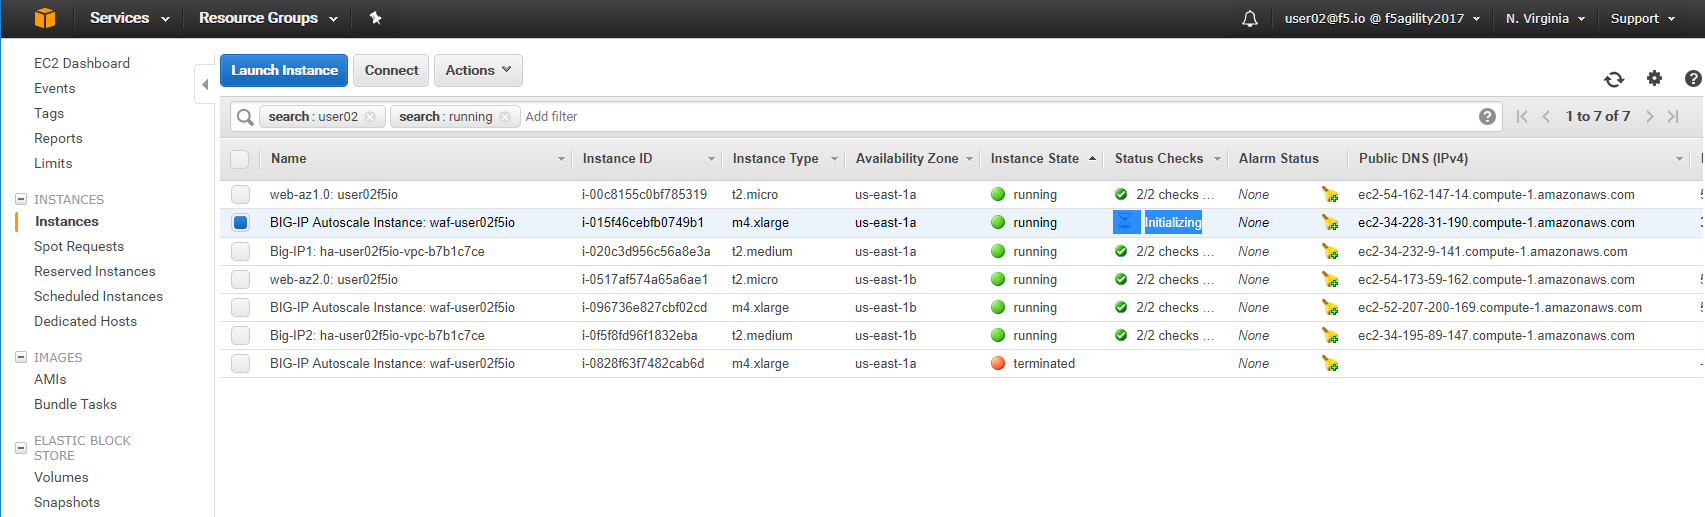 Services Resource Groups user02@f5.io @ f5agility2017 N. Virginia Support
EC2 Dashboard
Events
Tags
Reports
Limits
INSTANCES
Instances
Spot Requests
Reserved Instances
Scheduled Instances
Dedicated Hosts
IMAGES
AMIs
Bundle Tasks
ELASTIC BLOCK
STORE
Volumes
Snapshots
Launch Instance Connect Actions
search : user02 search : running Add filter 1 to 7 of 7
Name Instance ID Instance Type Availability Zone Instance State Status Checks Alarm Status Public DNS (IPv4)
web-az1.0: user02f5io i-00c8155c0bf785319 t2.micro us-east-1a running 2/2 checks ... None ec2-54-162-147-14.compute-1.amazonaws.com
BIG-IP Autoscale Instance: waf-user02f5io i-015f46cebfb0749b1 m4.xlarge us-east-1a running Initializing None ec2-34-228-31-190.compute-1.amazonaws.com
Big-IP1: ha-user02f5io-vpc-b7b1c7ce i-020c3d956c56a8e3a t2.medium us-east-1a running 2/2 checks ... None ec2-34-232-9-141.compute-1.amazonaws.com
web-az2.0: user02f5io i-0517af574a65a6ae1 t2.micro us-east-1b running 2/2 checks ... None ec2-54-173-59-162.compute-1.amazonaws.com
BIG-IP Autoscale Instance: waf-user02f5io i-096736e827cbf02cd m4.xlarge us-east-1b running 2/2 checks ... None ec2-52-207-200-169.compute-1.amazonaws.com
Big-IP2: ha-user02f5io-vpc-b7b1c7ce i-0f5f8fd96f1832eba t2.medium us-east-1b running 2/2 checks ... None ec2-34-195-89-147.compute-1.amazonaws.com
BIG-IP Autoscale Instance: waf-user02f5io i-0828f63f7482cab6d m4.xlarge us-east-1a terminated None